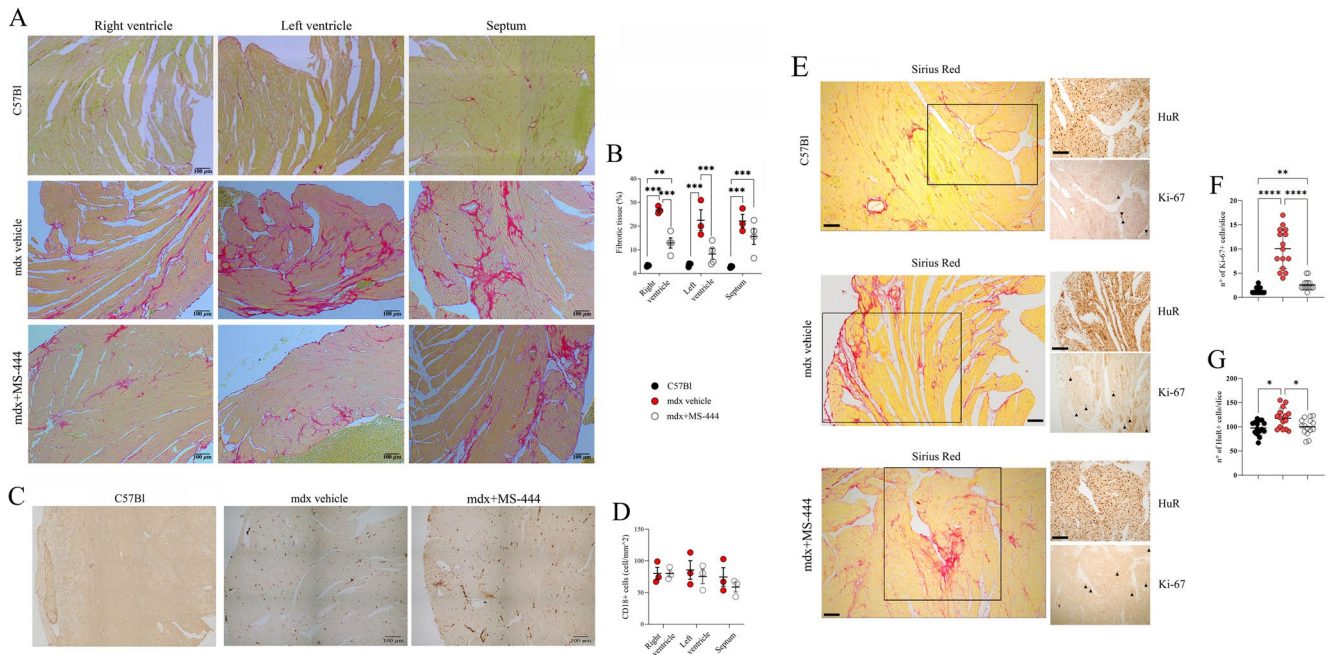 A
Right ventricle
Left ventricle
Septum
C57Bl
100 µm
100 µm
100 µm
mdx vehicle
100 µm
100 µm
100 µm
mdx+MS-444
100 µm
100 µm
100 µm
B
Fibrotic tissue (%)
40
30
20
10
0
*** ** ***
*** ***
*** ***
Right
ventricle
Left
ventricle
Septum
C57Bl
mdx vehicle
mdx+MS-444
C
C57Bl
mdx vehicle
mdx+MS-444
100 µm
100 µm
D
CD18+ cells (cell/mm^2)
150
100
50
0
Right
ventricle
Left
ventricle
Septum
E
Sirius Red
C57Bl
HuR
Ki-67
Sirius Red
mdx vehicle
HuR
Ki-67
Sirius Red
mdx+MS-444
HuR
Ki-67
F
n° of Ki-67+ cells/slice
20
15
10
5
0
**
**** ****
G
n° of HuR+ cells/slice
200
150
100
50
0
* *